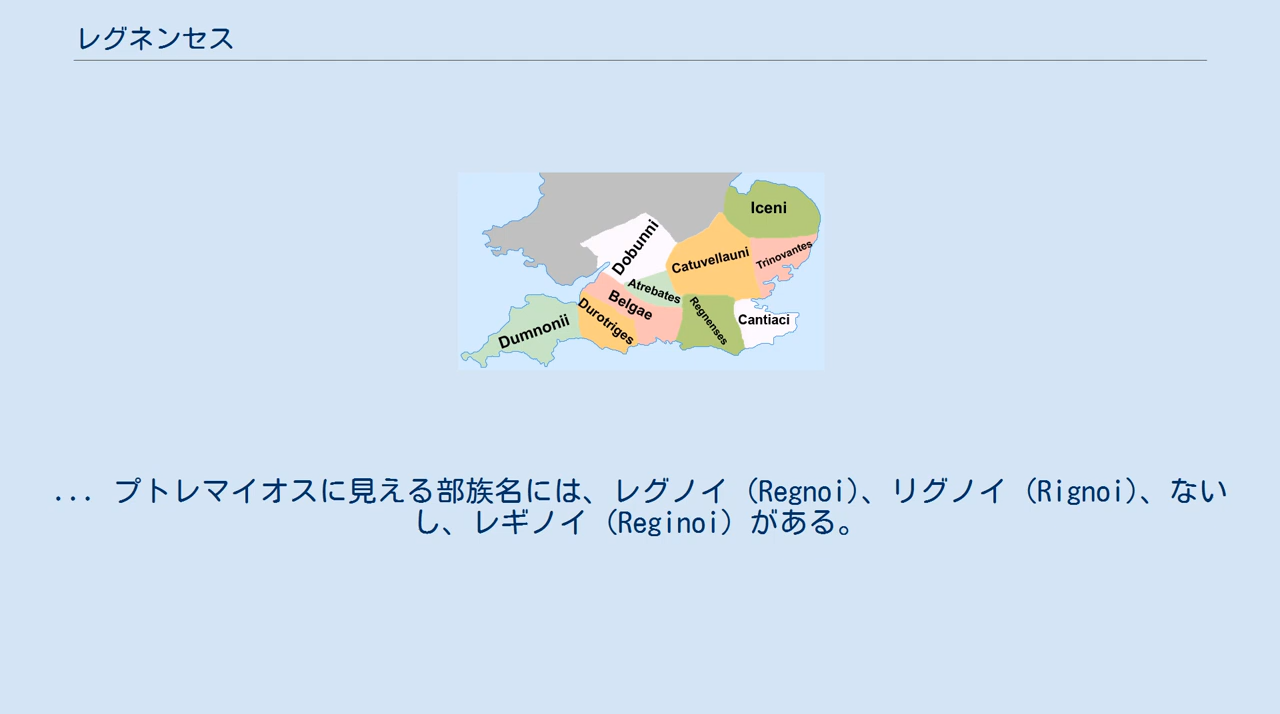 レグネンセス
Iceni
Dobunni
Trinovantes
Catuvellauni
Atrebates
Belgae
Regnenses
Durotriges
Cantiaci
Dumnonii
... プトレマイオスに見える部族名には、レグノイ（Regnoi）、リグノイ（Rignoi）、ない
し、レギノイ（Reginoi）がある。